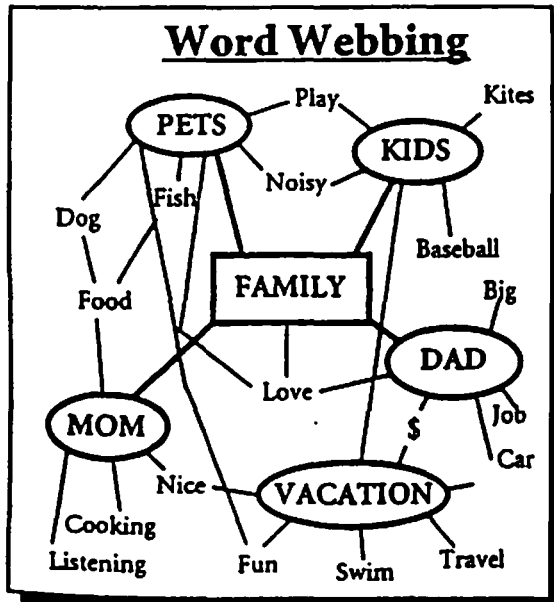 Word Webbing
Play
Kites
PETS
KIDS
Fish
Noisy
Dog
Baseball
FAMILY
Big
Food
DAD
Love
Job
MOM
$
Car
Nice
VACATION
Cooking
Listening
Fun
Swim
Travel